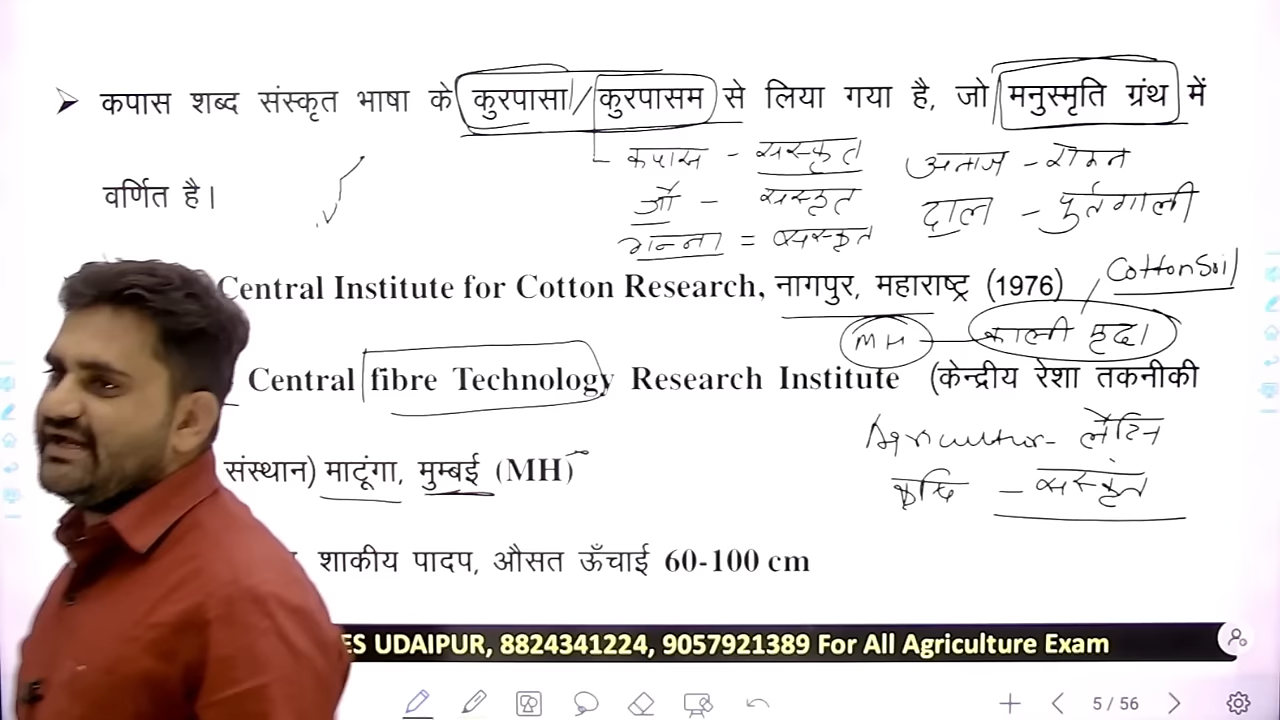 ➤ कपास शब्द संस्कृत भाषा के कुरपासा/कुरपासम से लिया गया है, जो मनुस्मृति ग्रंथ में
कपास - संस्कृत अनाज - रोमन
वर्णित है।
जौ - संस्कृत दाल - पुर्तगाली
गन्ना = संस्कृत
Cotton Soil
Central Institute for Cotton Research, नागपुर, महाराष्ट्र (1976)
MH काली मृदा
Central fibre Technology Research Institute (केन्द्रीय रेशा तकनीकी
लैटिन
संस्थान) माटूंगा, मुम्बई (MH)
कृषि - संस्कृत
शाकीय पादप, औसत ऊँचाई 60-100 cm
ES UDAIPUR, 8824341224, 9057921389 For All Agriculture Exam
5 / 56